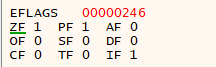 EFLAGS 00000246
ZF 1 PF 1 AF 0
OF 0 SF 0 DF 0
CF 0 TF 0 IF 1